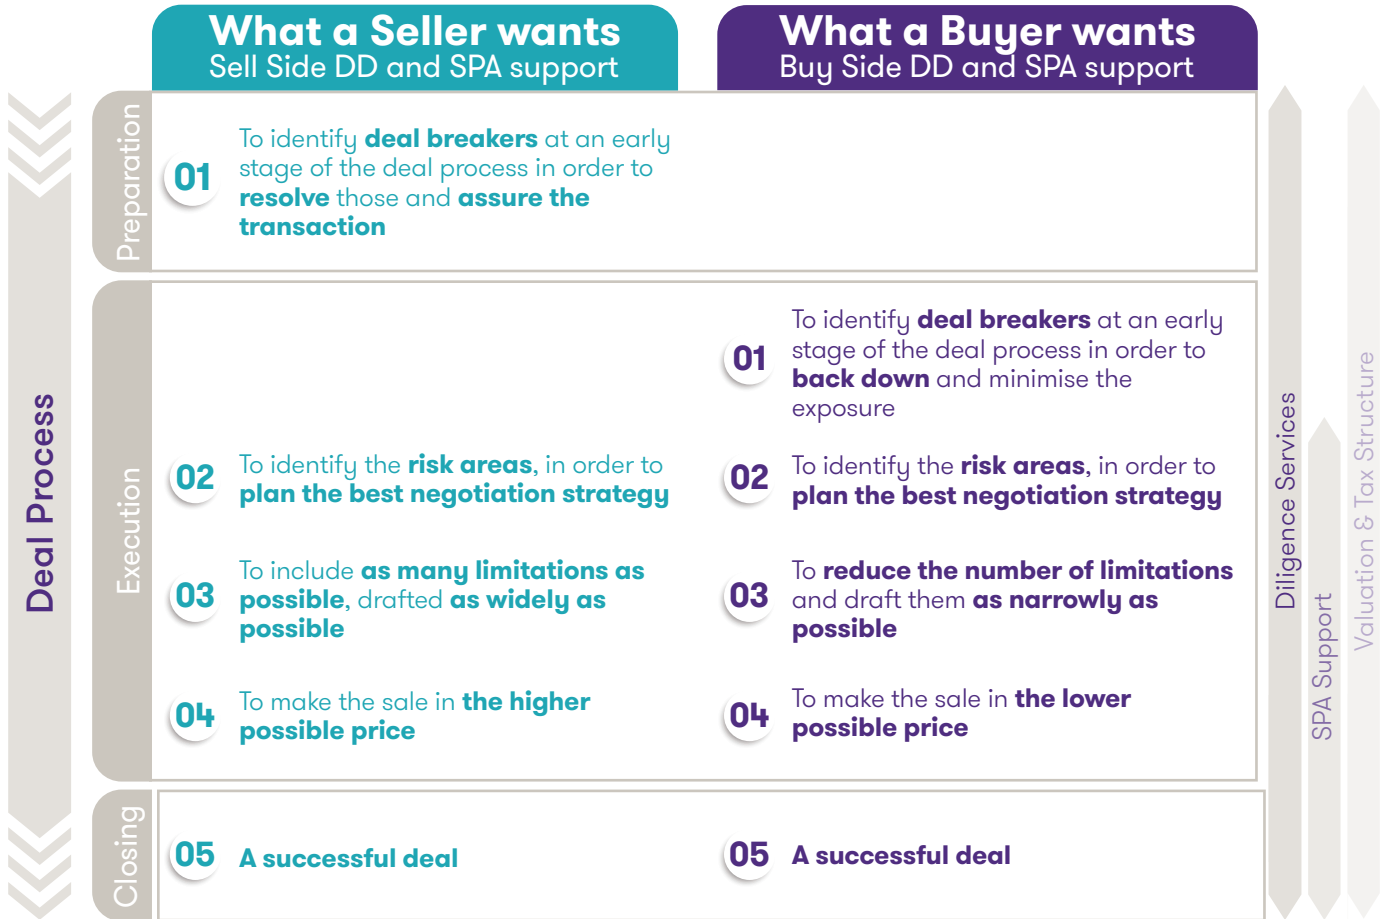 What a Seller wants
Sell Side DD and SPA support
What a Buyer wants
Buy Side DD and SPA support
Deal Process
Preparation
01
To identify deal breakers at an early
stage of the deal process in order to
resolve those and assure the
transaction
Execution
02
To identify the risk areas, in order to
plan the best negotiation strategy
03
To include as many limitations as
possible, drafted as widely as
possible
04
To make the sale in the higher
possible price
01
To identify deal breakers at an early
stage of the deal process in order to
back down and minimise the
exposure
02
To identify the risk areas, in order to
plan the best negotiation strategy
03
To reduce the number of limitations
and draft them as narrowly as
possible
04
To make the sale in the lower
possible price
Closing
05
A successful deal
05
A successful deal
Diligence Services
SPA Support
Valuation & Tax Structure